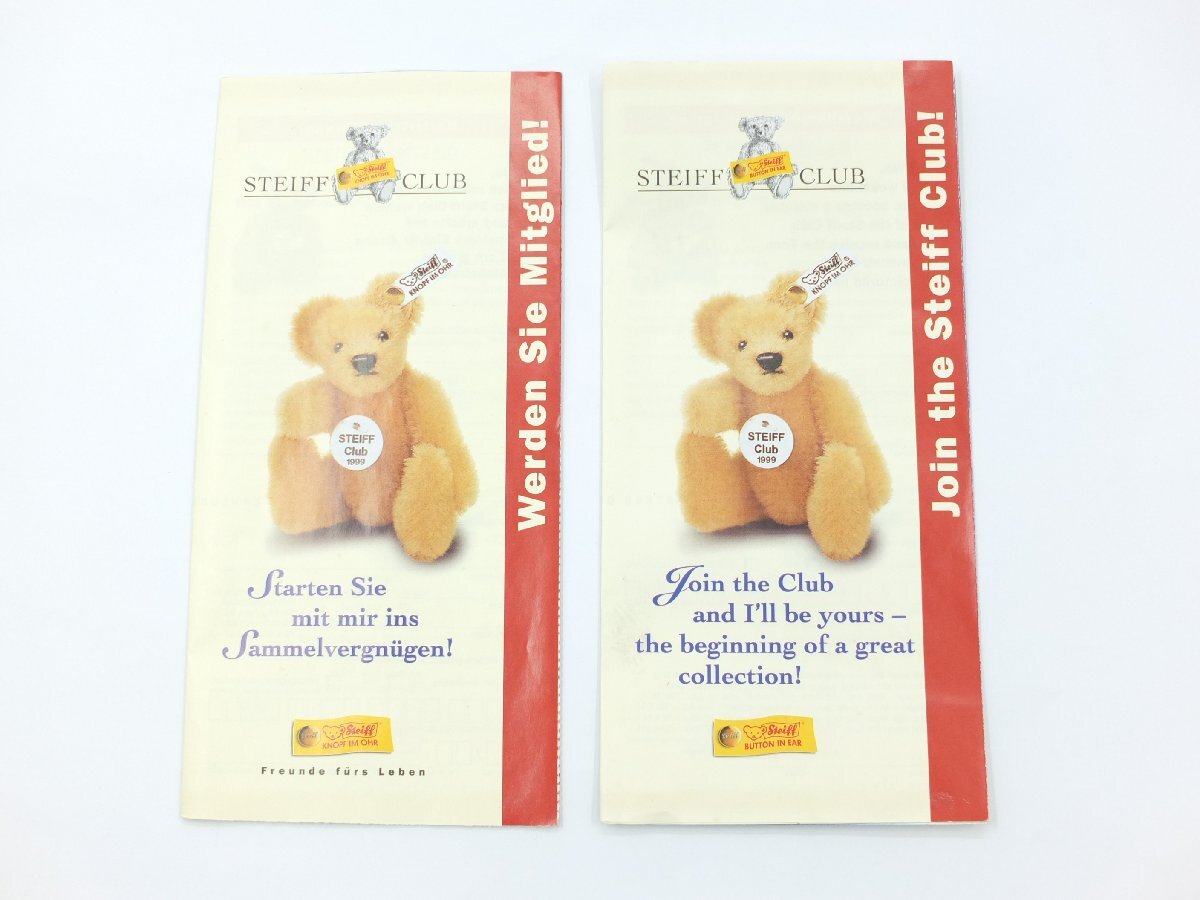 STEIFF CLUB
Steiff
KNOPF IM OHR
Steiff ®
KNOPF IM OHR
STEIFF
Club
1999
Starten Sie
mit mir ins
Sammelvergnügen!
Steiff
KNOPF IM OHR
Freunde fürs Leben
Werden Sie Mitglied!
STEIFF CLUB
Steiff
BUTTON IN EAR
Steiff ®
KNOPF IM OHR
STEIFF
Club
1999
Join the Club
and I'll be yours –
the beginning of a great
collection!
Steiff
BUTTON IN EAR
Join the Steiff Club!